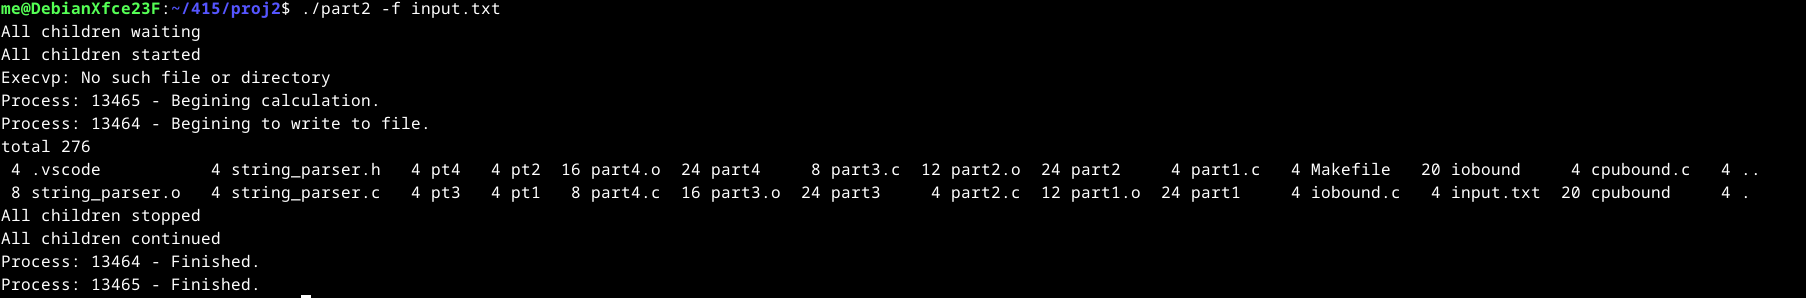 me@DebianXfce23F:~/415/proj2$ ./part2 -f input.txt
All children waiting
All children started
Execvp: No such file or directory
Process: 13465 - Begining calculation.
Process: 13464 - Begining to write to file.
total 276
 4 .vscode           4 string_parser.h   4 pt4   4 pt2  16 part4.o  24 part4     8 part3.c  12 part2.o  24 part2     4 part1.c   4 Makefile   20 iobound     4 cpubound.c   4 ..
 8 string_parser.o   4 string_parser.c   4 pt3   4 pt1   8 part4.c  16 part3.o  24 part3     4 part2.c  12 part1.o  24 part1     4 iobound.c   4 input.txt  20 cpubound     4 .
All children stopped
All children continued
Process: 13464 - Finished.
Process: 13465 - Finished.